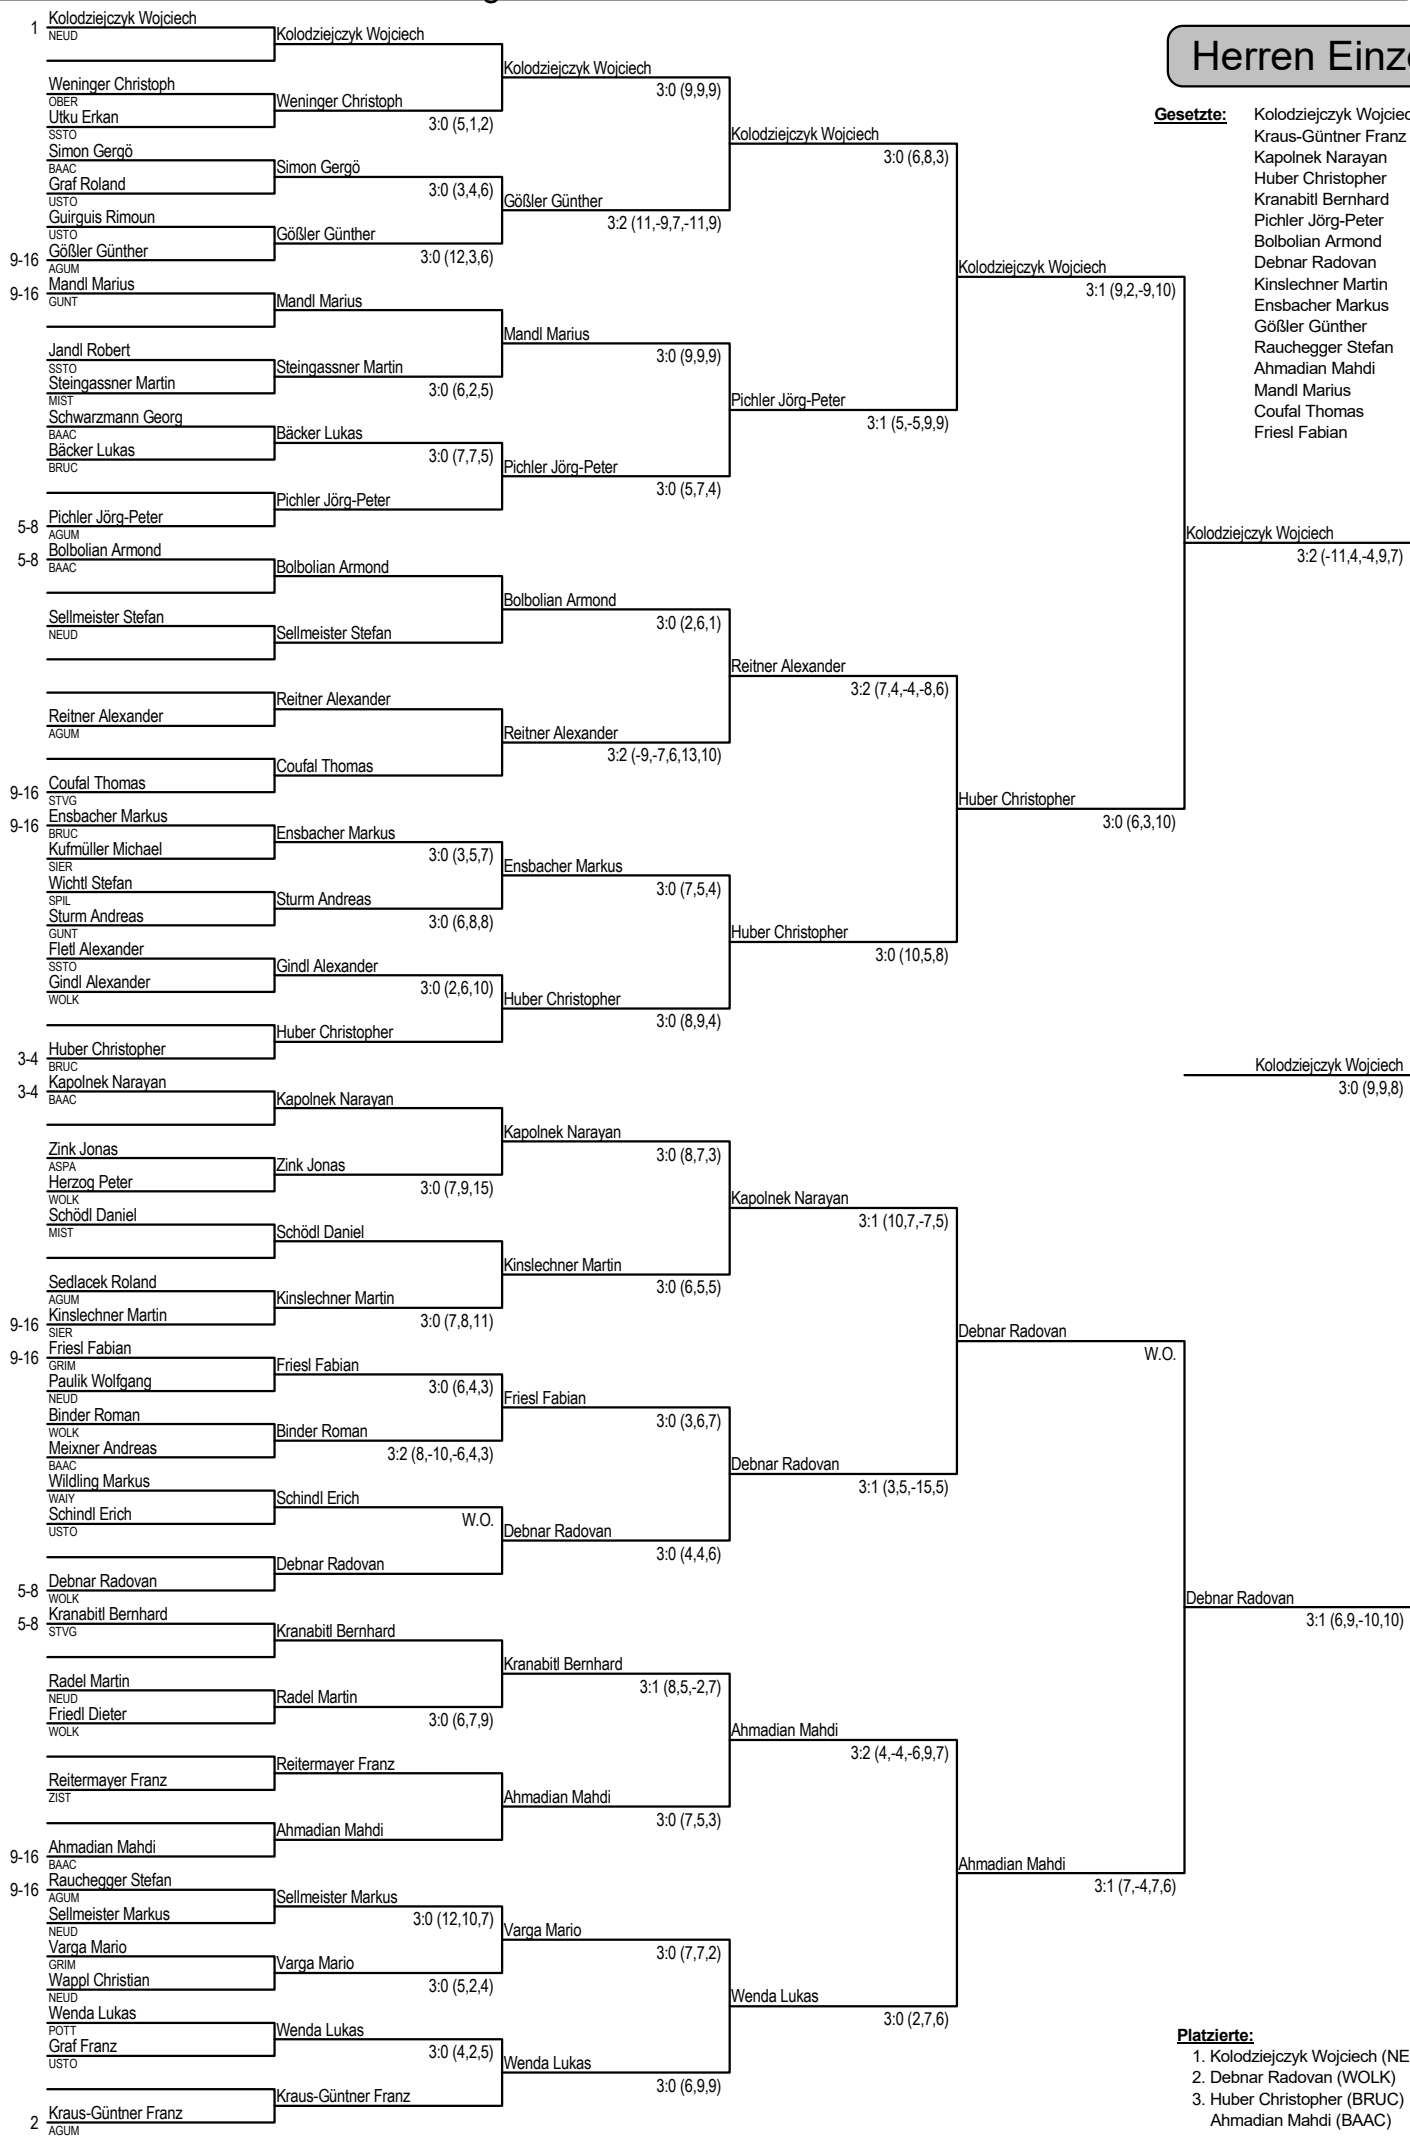 Herren Einz
Gesetzte:
Kolodziejczyk Wojciec
Kraus-Güntner Franz
Kapolnek Narayan
Huber Christopher
Kranabitl Bernhard
Pichler Jörg-Peter
Bolbolian Armond
Debnar Radovan
Kinslechner Martin
Ensbacher Markus
Gößler Günther
Rauchegger Stefan
Ahmadian Mahdi
Mandl Marius
Coufal Thomas
Friesl Fabian
1 Kolodziejczyk Wojciech
NEUD
Weninger Christoph
OBER
Utku Erkan
SSTO
Simon Gergö
BAAC
Graf Roland
USTO
Guirguis Rimoun
USTO
9-16 Gößler Günther
AGUM
9-16 Mandl Marius
GUNT
Jandl Robert
SSTO
Steingassner Martin
MIST
Schwarzmann Georg
BAAC
Bäcker Lukas
BRUC
5-8 Pichler Jörg-Peter
AGUM
5-8 Bolbolian Armond
BAAC
Sellmeister Stefan
NEUD
Reitner Alexander
AGUM
9-16 Coufal Thomas
STVG
9-16 Ensbacher Markus
BRUC
Kufmüller Michael
SIER
Wichtl Stefan
SPIL
Sturm Andreas
GUNT
Fletl Alexander
SSTO
Gindl Alexander
WOLK
3-4 Huber Christopher
BRUC
3-4 Kapolnek Narayan
BAAC
Zink Jonas
ASPA
Herzog Peter
WOLK
Schödl Daniel
MIST
Sedlacek Roland
AGUM
9-16 Kinslechner Martin
SIER
9-16 Friesl Fabian
GRIM
Paulik Wolfgang
NEUD
Binder Roman
WOLK
Meixner Andreas
BAAC
Wildling Markus
WAIY
Schindl Erich
USTO
5-8 Debnar Radovan
WOLK
5-8 Kranabitl Bernhard
STVG
Radel Martin
NEUD
Friedl Dieter
WOLK
Reitermayer Franz
ZIST
9-16 Ahmadian Mahdi
BAAC
9-16 Rauchegger Stefan
AGUM
Sellmeister Markus
NEUD
Varga Mario
GRIM
Wappl Christian
NEUD
Wenda Lukas
POTT
Graf Franz
USTO
2 Kraus-Güntner Franz
AGUM
Kolodziejczyk Wojciech
Weninger Christoph
3:0 (5,1,2)
Simon Gergö
3:0 (3,4,6)
Gößler Günther
3:0 (12,3,6)
Mandl Marius
Steingassner Martin
3:0 (6,2,5)
Bäcker Lukas
3:0 (7,7,5)
Pichler Jörg-Peter
Bolbolian Armond
Sellmeister Stefan
Reitner Alexander
Coufal Thomas
Ensbacher Markus
3:0 (3,5,7)
Sturm Andreas
3:0 (6,8,8)
Gindl Alexander
3:0 (2,6,10)
Huber Christopher
Kapolnek Narayan
Zink Jonas
3:0 (7,9,15)
Schödl Daniel
Kinslechner Martin
3:0 (7,8,11)
Friesl Fabian
3:0 (6,4,3)
Binder Roman
3:2 (8,-10,-6,4,3)
Schindl Erich
W.O.
Debnar Radovan
Kranabitl Bernhard
Radel Martin
3:0 (6,7,9)
Reitermayer Franz
Ahmadian Mahdi
Sellmeister Markus
3:0 (12,10,7)
Varga Mario
3:0 (5,2,4)
Wenda Lukas
3:0 (4,2,5)
Kraus-Güntner Franz
Kolodziejczyk Wojciech
3:0 (9,9,9)
Gößler Günther
3:2 (11,-9,7,-11,9)
Mandl Marius
3:0 (9,9,9)
Pichler Jörg-Peter
3:0 (5,7,4)
Bolbolian Armond
3:0 (2,6,1)
Reitner Alexander
3:2 (-9,-7,6,13,10)
Ensbacher Markus
3:0 (7,5,4)
Huber Christopher
3:0 (8,9,4)
Kapolnek Narayan
3:0 (8,7,3)
Kinslechner Martin
3:0 (6,5,5)
Friesl Fabian
3:0 (3,6,7)
Debnar Radovan
3:0 (4,4,6)
Kranabitl Bernhard
3:1 (8,5,-2,7)
Ahmadian Mahdi
3:0 (7,5,3)
Varga Mario
3:0 (7,7,2)
Wenda Lukas
3:0 (6,9,9)
Kolodziejczyk Wojciech
3:0 (6,8,3)
Pichler Jörg-Peter
3:1 (5,-5,9,9)
Reitner Alexander
3:2 (7,4,-4,-8,6)
Huber Christopher
3:0 (10,5,8)
Kapolnek Narayan
3:1 (10,7,-7,5)
Debnar Radovan
3:1 (3,5,-15,5)
Ahmadian Mahdi
3:2 (4,-4,-6,9,7)
Wenda Lukas
3:0 (2,7,6)
Kolodziejczyk Wojciech
3:1 (9,2,-9,10)
Huber Christopher
3:0 (6,3,10)
Debnar Radovan
W.O.
Ahmadian Mahdi
3:1 (7,-4,7,6)
Kolodziejczyk Wojciech
3:2 (-11,4,-4,9,7)
Debnar Radovan
3:1 (6,9,-10,10)
Kolodziejczyk Wojciech
3:0 (9,9,8)
Platzierte:
1. Kolodziejczyk Wojciech (NE
2. Debnar Radovan (WOLK)
3. Huber Christopher (BRUC)
Ahmadian Mahdi (BAAC)